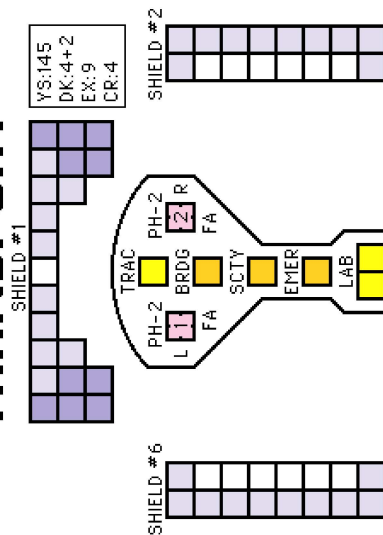 SHIELD #1
YS:145
DK:4+2
EX:9
CR:4
TRAC
PH-2
PH-2
L 1
2 R
FA
FA
BRDG
SHIELD #6
SHIELD #2
SCTY
EMER
LAB